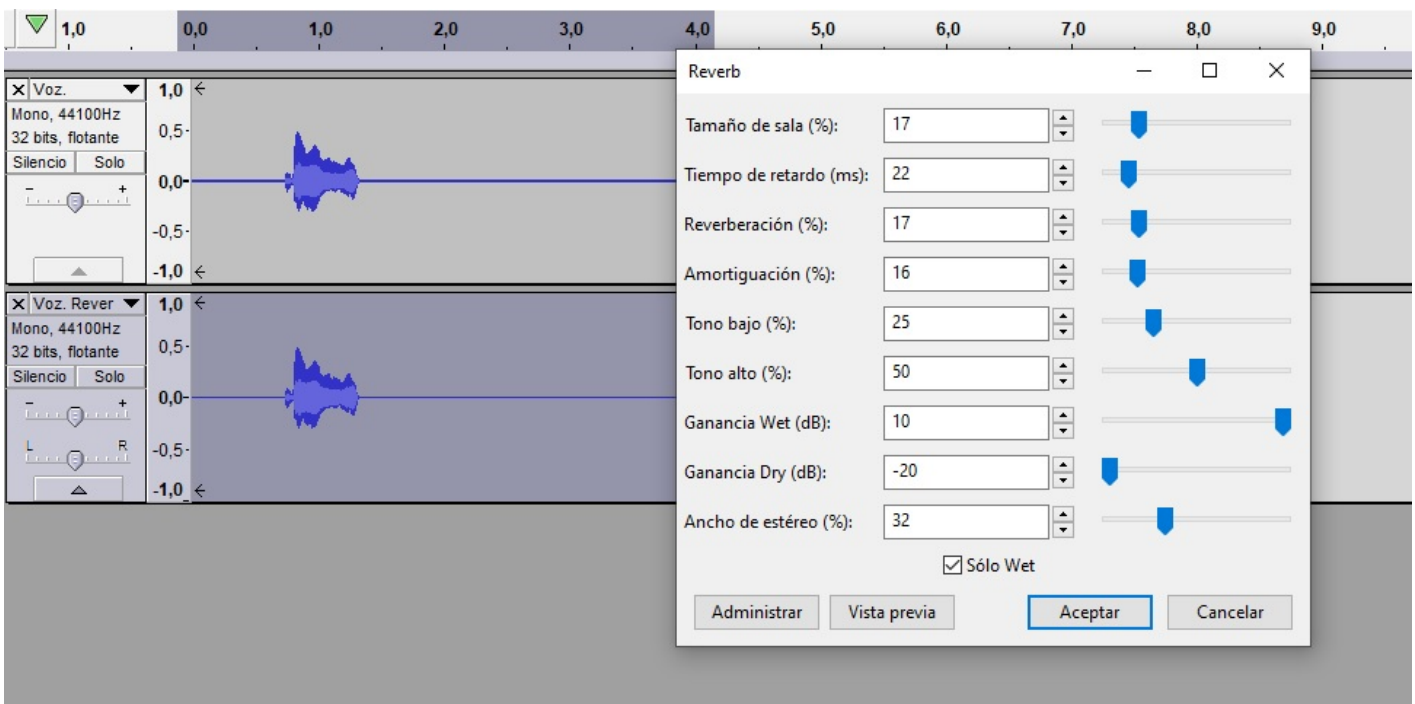 1,0 0,0 1,0 2,0 3,0 4,0 5,0 6,0 7,0 8,0 9,0
Voz.
Mono, 44100Hz
32 bits, flotante
Silencio Solo
- +
1,0
0,5
0,0
-0,5
-1,0
Voz. Rever
Mono, 44100Hz
32 bits, flotante
Silencio Solo
- +
L R
1,0
0,5
0,0
-0,5
-1,0
Reverb
Tamaño de sala (%): 17
Tiempo de retardo (ms): 22
Reverberación (%): 17
Amortiguación (%): 16
Tono bajo (%): 25
Tono alto (%): 50
Ganancia Wet (dB): 10
Ganancia Dry (dB): -20
Ancho de estéreo (%): 32
Sólo Wet
Administrar Vista previa Aceptar Cancelar